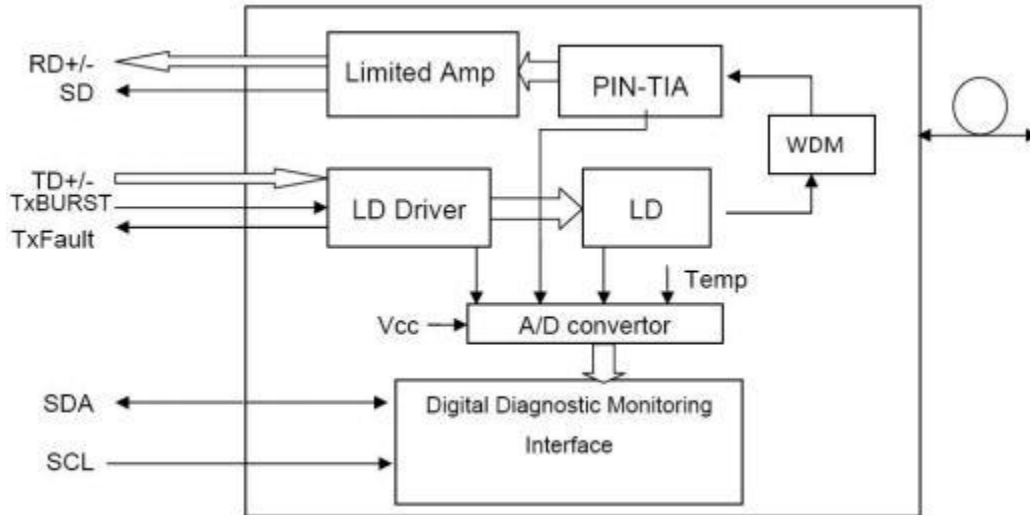 RD+/-
SD
Limited Amp
PIN-TIA
WDM
TD+/-
TxBURST
TxFault
LD Driver
LD
Temp
Vcc
A/D convertor
SDA
SCL
Digital Diagnostic Monitoring
Interface